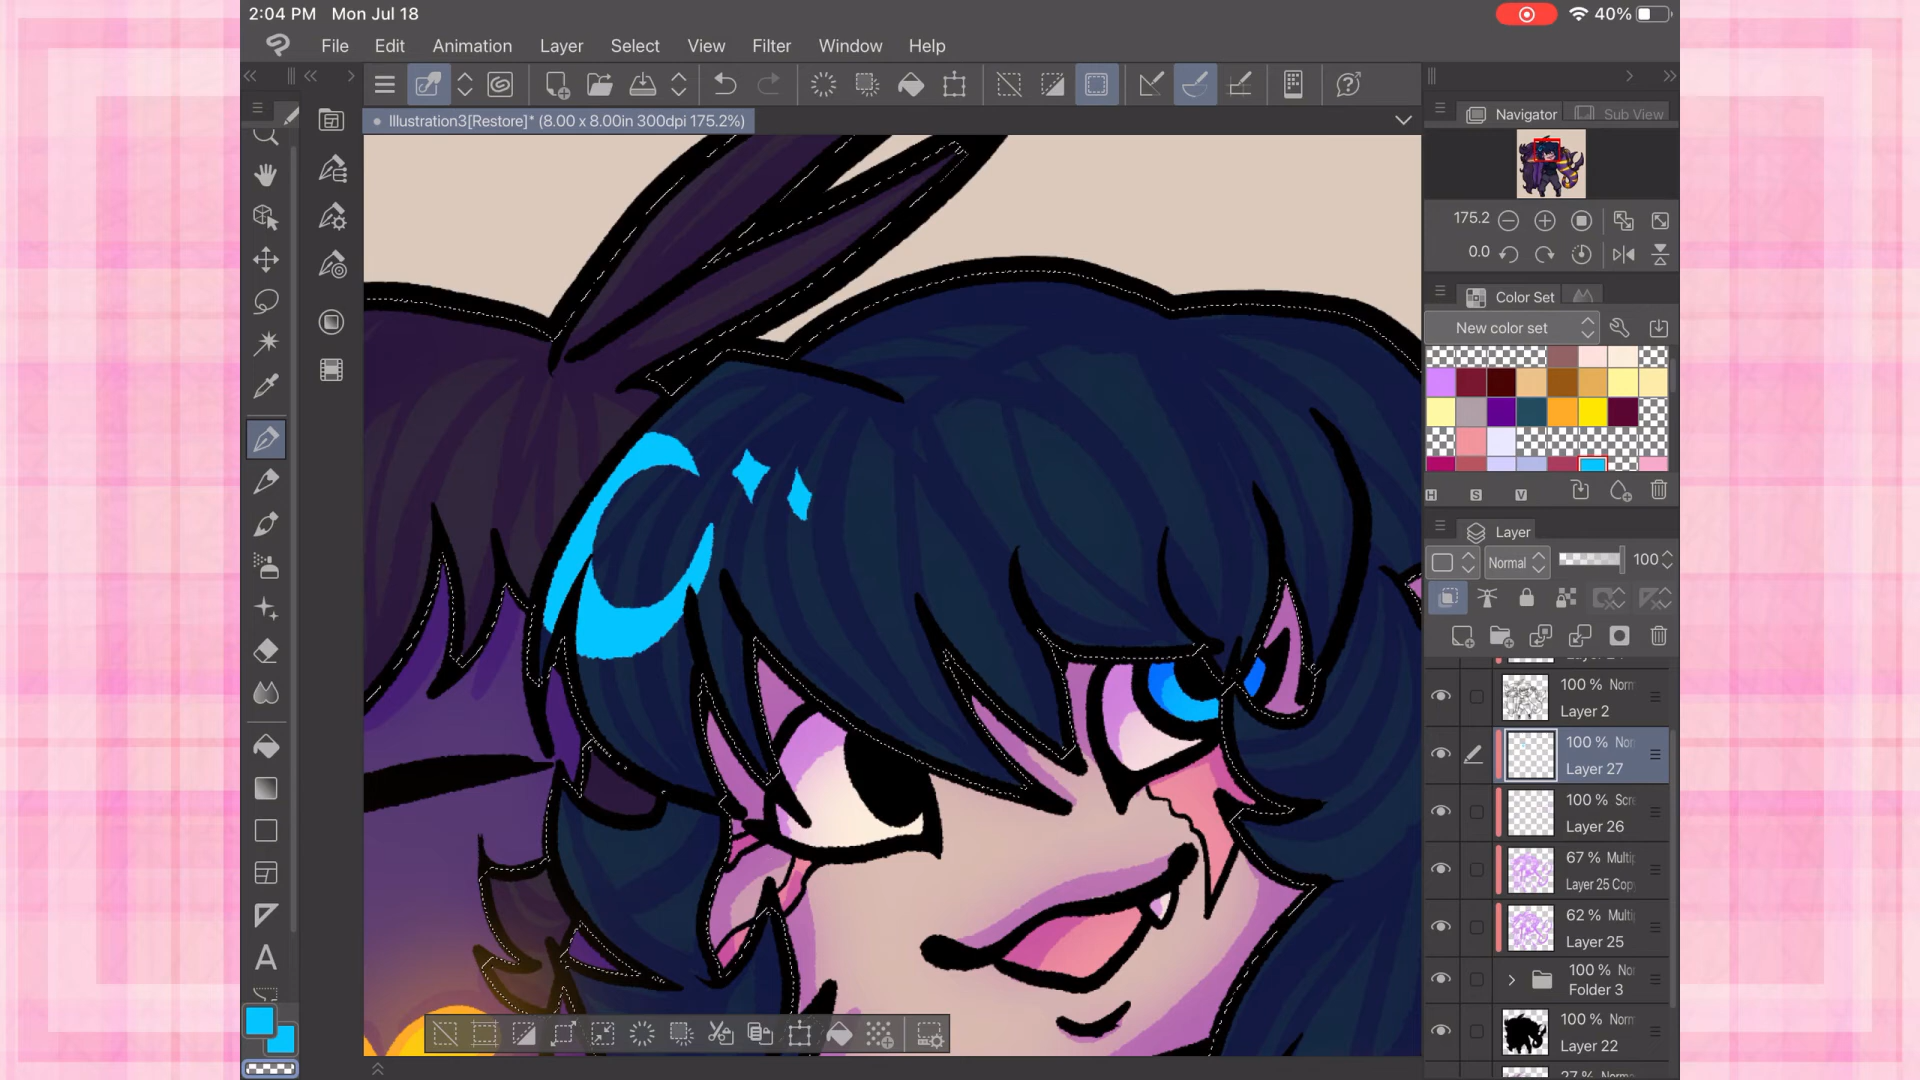 2:04 PM Mon Jul 18
40%
File Edit Animation Layer Select View Filter Window Help
Illustration3[Restore]* (8.00 x 8.00in 300dpi 175.2%)
Navigator Sub View
175.2
0.0
Color Set
New color set
H S V
Layer
Normal 100
100 % Norm
Layer 2
100 % Nor
Layer 27
100 % Scre
Layer 26
67 % Multi
Layer 25 Cop
62 % Multi
Layer 25
100 % No
Folder 3
100 % Norm
Layer 22
A